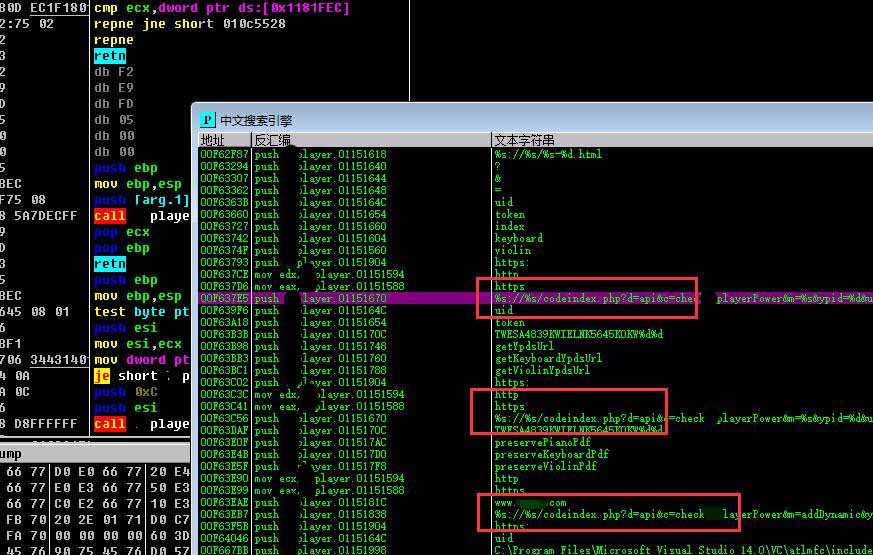 80D EC1F180 cmp ecx,dword ptr ds:[0x1181FEC]
2:75 02 repne jne short 010c5528
2 repne
3 retn
2 db F2
9 db E9
D db FD
5 db 05
0 db 00
0 db 00
5 push ebp
BEC mov ebp,esp
F75 08 push [arg.1]
8 5A7DECFF call playe
9 pop ecx
D pop ebp
3 retn
5 push ebp
BEC mov ebp,esp
645 08 01 test byte pt
6 push esi
BF1 mov esi,ecx
706 34431401 mov dword pt
4 0A je short . p
A 0C push 0xC
6 push esi
8 D8FFFFFF call . playe
ump
66 77 D0 E0 66 77 20 E4
66 77 E0 E3 66 77 50 E3
66 77 C0 E2 66 77 10 E3
FB 70 20 2E 01 71 D0 C7
FA 70 00 00 00 00 60 3D
45 76 90 75 45 76 D0 57
中文搜索引擎
地址 反汇编 文本字符串
00F62F87 push player.01151618 %s://%s/%s-%d.html
00F63294 push player.01151640 ?
00F63307 push player.01151644 &
00F63362 push player.01151648 =
00F6363B push player.0115164C uid
00F63660 push player.01151654 token
00F63727 push player.01151660 index
00F63742 push player.01151604 keyboard
00F6374F push player.01151560 violin
00F63793 push player.01151904 https:
00F637CE mov edx, player.01151594 http
00F637D6 mov eax, player.01151588 https
00F637E5 push layer.01151670 %s://%s/codeindex.php?d=api&c=chec playerPower&m=%s&ypid=%d&u
00F639F6 push layer.0115164C uid
00F63A18 push player.01151654 token
00F63B3B push player.0115170C TWESA4839KWIELNK5645KOKW%d%d
00F63B98 push player.01151748 getYpdsUrl
00F63BB3 push player.01151760 getKeyboardYpdsUrl
00F63BC1 push player.01151788 getViolinYpdsUrl
00F63C02 push player.01151904 https:
00F63C3C mov ecx, player.01151594 http
00F63C41 mov eax, player.01151588 https
00F63C56 push player.01151670 %s://%s/codeindex.php?d=api&c=check playerPower&m=%s&ypid=%d&u
00F63DAF push player.0115170C TWESA4839KWIELNK5645KOKW%d%d
00F63E0F push player.011517AC preservePianoPdf
00F63E4B push player.011517D0 preserveKeyboardPdf
00F63E5F push player.011517F8 preserveViolinPdf
00F63E90 mov ecx, player.01151594 http
00F63E99 mov eax, player.01151588 https
00F63EAE push player.0115181C www. .com
00F63EB7 push player.01151838 %s://%s/codeindex.php?d=api&c=check layerPower&m=addDynamic&y
00F63F5B push player.01151904 https:
00F64046 push player.0115164C uid
00F667BB push player.01151998 C:\Program Files\Microsoft Visual Studio 14.0\VC\atlmfc\include